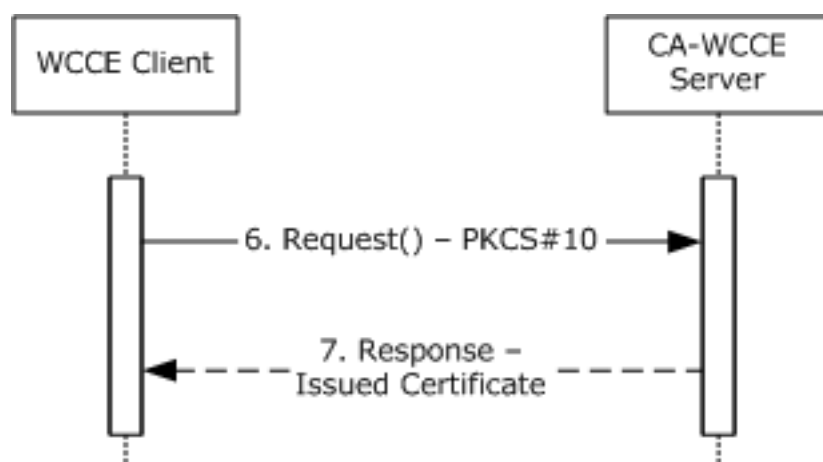 WCCE Client
CA-WCCE
Server
6. Request() – PKCS#10
7. Response –
Issued Certificate